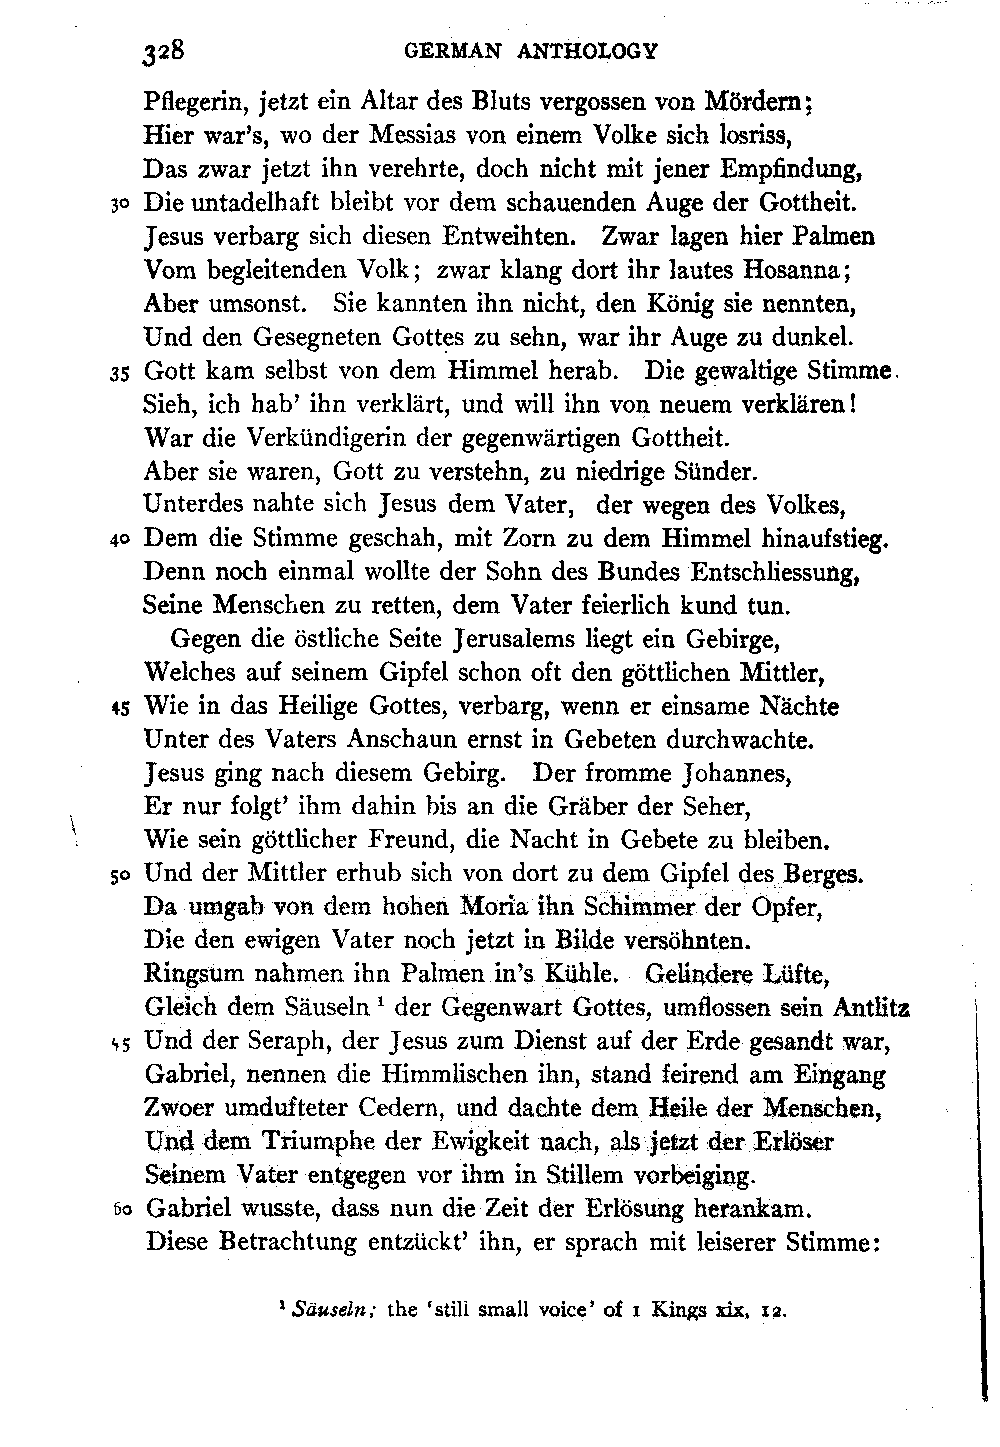 328 GERMAN ANTHOLOGY
Pflegerin, jetzt ein Altar des Bluts vergossen von Mördern;
Hier war's, wo der Messias von einem Volke sich losriss,
Das zwar jetzt ihn verehrte, doch nicht mit jener Empfindung,
30 Die untadelhaft bleibt vor dem schauenden Auge der Gottheit.
Jesus verbarg sich diesen Entweihten. Zwar lagen hier Palmen
Vom begleitenden Volk; zwar klang dort ihr lautes Hosanna;
Aber umsonst. Sie kannten ihn nicht, den König sie nennten,
Und den Gesegneten Gottes zu sehn, war ihr Auge zu dunkel.
35 Gott kam selbst von dem Himmel herab. Die gewaltige Stimme.
Sieh, ich hab' ihn verklärt, und will ihn von neuem verklären!
War die Verkündigerin der gegenwärtigen Gottheit.
Aber sie waren, Gott zu verstehn, zu niedrige Sünder.
Unterdes nahte sich Jesus dem Vater, der wegen des Volkes,
40 Dem die Stimme geschah, mit Zorn zu dem Himmel hinaufstieg.
Denn noch einmal wollte der Sohn des Bundes Entschliessung,
Seine Menschen zu retten, dem Vater feierlich kund tun.
Gegen die östliche Seite Jerusalems liegt ein Gebirge,
Welches auf seinem Gipfel schon oft den göttlichen Mittler,
45 Wie in das Heilige Gottes, verbarg, wenn er einsame Nächte
Unter des Vaters Anschaun ernst in Gebeten durchwachte.
Jesus ging nach diesem Gebirg. Der fromme Johannes,
Er nur folgt' ihm dahin bis an die Gräber der Seher,
Wie sein göttlicher Freund, die Nacht in Gebete zu bleiben.
50 Und der Mittler erhub sich von dort zu dem Gipfel des Berges.
Da umgab von dem hohen Moria ihn Schimmer der Opfer,
Die den ewigen Vater noch jetzt in Bilde versöhnten.
Ringsum nahmen ihn Palmen in's Kühle. Gelindere Lüfte,
Gleich dem Säuseln ¹ der Gegenwart Gottes, umflossen sein Antlitz
55 Und der Seraph, der Jesus zum Dienst auf der Erde gesandt war,
Gabriel, nennen die Himmlischen ihn, stand feirend am Eingang
Zwoer umdufteter Cedern, und dachte dem Heile der Menschen,
Und dem Triumphe der Ewigkeit nach, als jetzt der Erlöser
Seinem Vater entgegen vor ihm in Stillem vorbeiging.
60 Gabriel wusste, dass nun die Zeit der Erlösung herankam.
Diese Betrachtung entzückt' ihn, er sprach mit leiserer Stimme:
¹ Säuseln; the 'still small voice' of 1 Kings xix, 12.